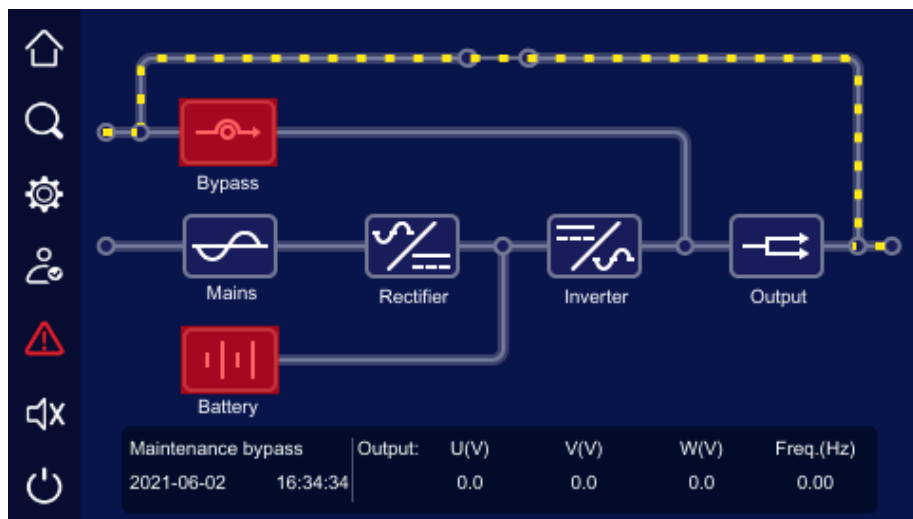 Bypass
Mains
Rectifier
Inverter
Output
Battery
Maintenance bypass Output: U(V) V(V) W(V) Freq.(Hz)
2021-06-02 16:34:34 0.0 0.0 0.0 0.00